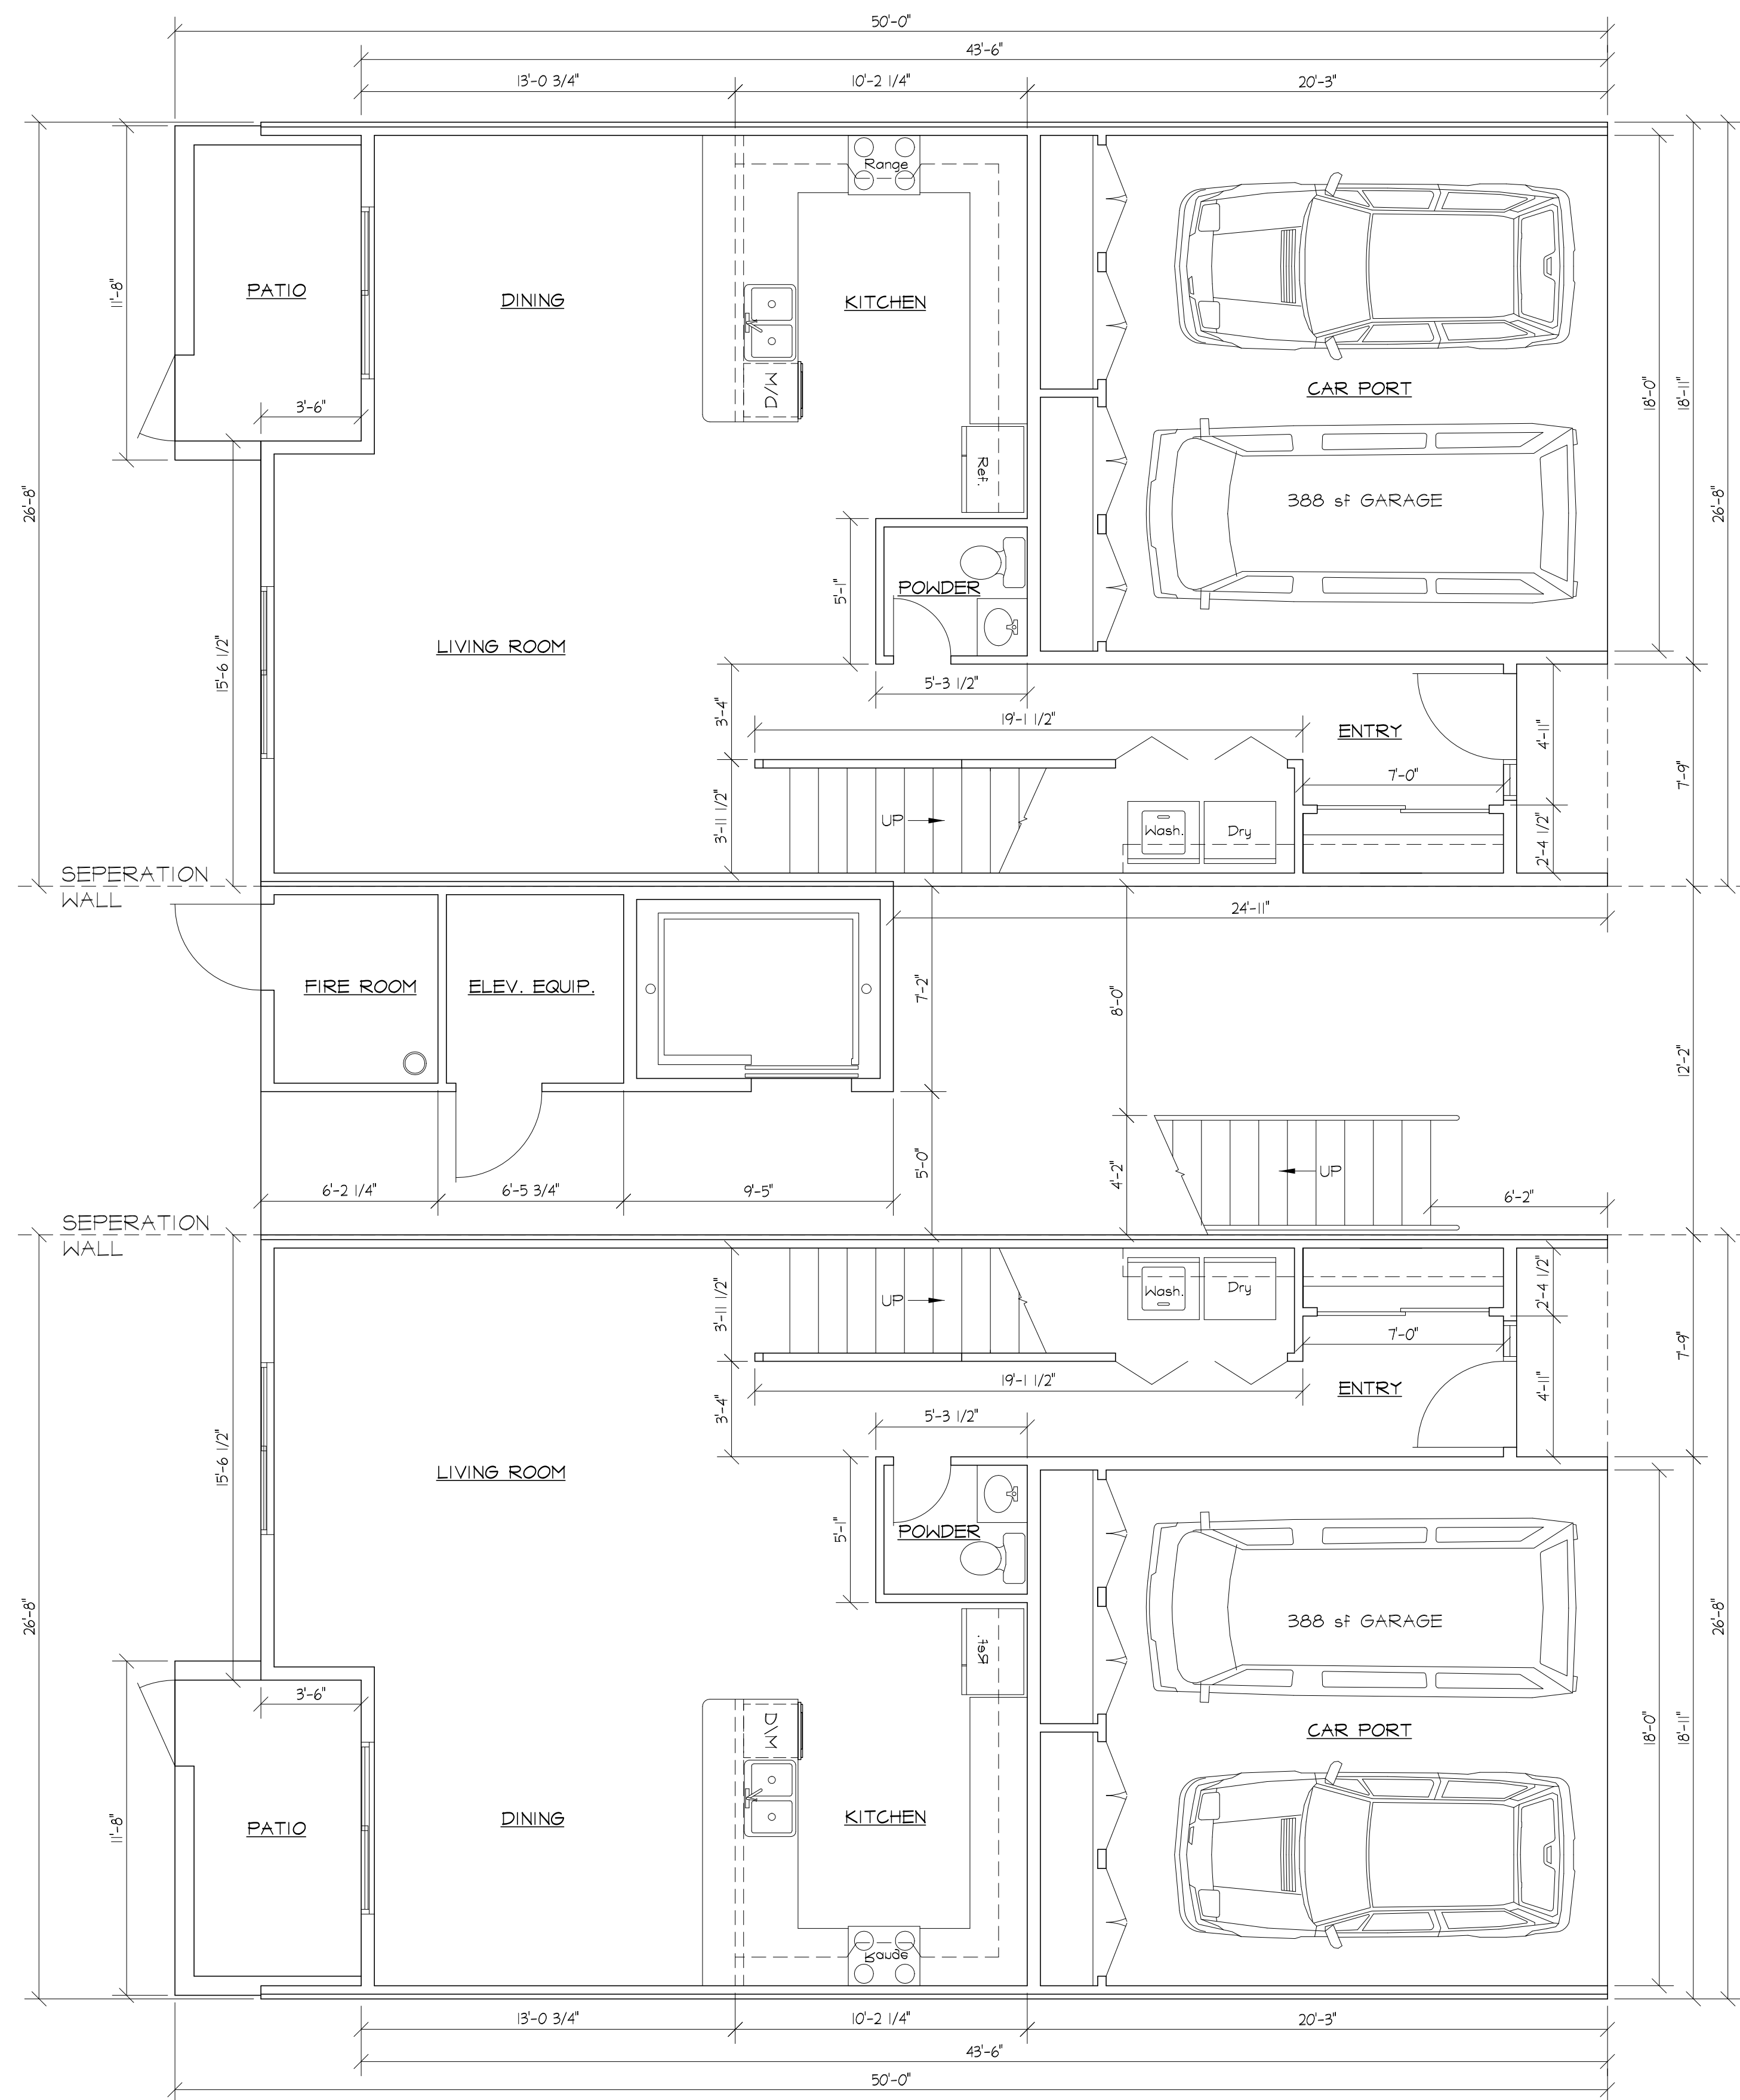 50'-0"
43'-6"
13'-0 3/4"
10'-2 1/4"
20'-3"
Range
11'-8"
PATIO
DINING
KITCHEN
D/W
CAR PORT
18'-0"
18'-11"
3'-6"
26'-8"
Ref.
388 sf GARAGE
26'-8"
5'-1"
POWDER
15'-6 1/2"
LIVING ROOM
5'-3 1/2"
3'-4"
19'-1 1/2"
ENTRY
4'-11"
7'-0"
7'-9"
3'-11 1/2"
UP
Wash.
Dry
2'-4 1/2"
SEPERATION
WALL
24'-11"
FIRE ROOM
ELEV. EQUIP.
7'-2"
8'-0"
12'-2"
5'-0"
4'-2"
UP
6'-2 1/4"
6'-5 3/4"
9'-5"
6'-2"
SEPERATION
WALL
3'-11 1/2"
UP
Wash.
Dry
2'-4 1/2"
7'-0"
7'-9"
19'-1 1/2"
ENTRY
4'-11"
3'-4"
5'-3 1/2"
15'-6 1/2"
LIVING ROOM
5'-1"
POWDER
26'-8"
388 sf GARAGE
26'-8"
Ref.
3'-6"
D/W
CAR PORT
18'-0"
18'-11"
11'-8"
PATIO
DINING
KITCHEN
Range
13'-0 3/4"
10'-2 1/4"
20'-3"
43'-6"
50'-0"